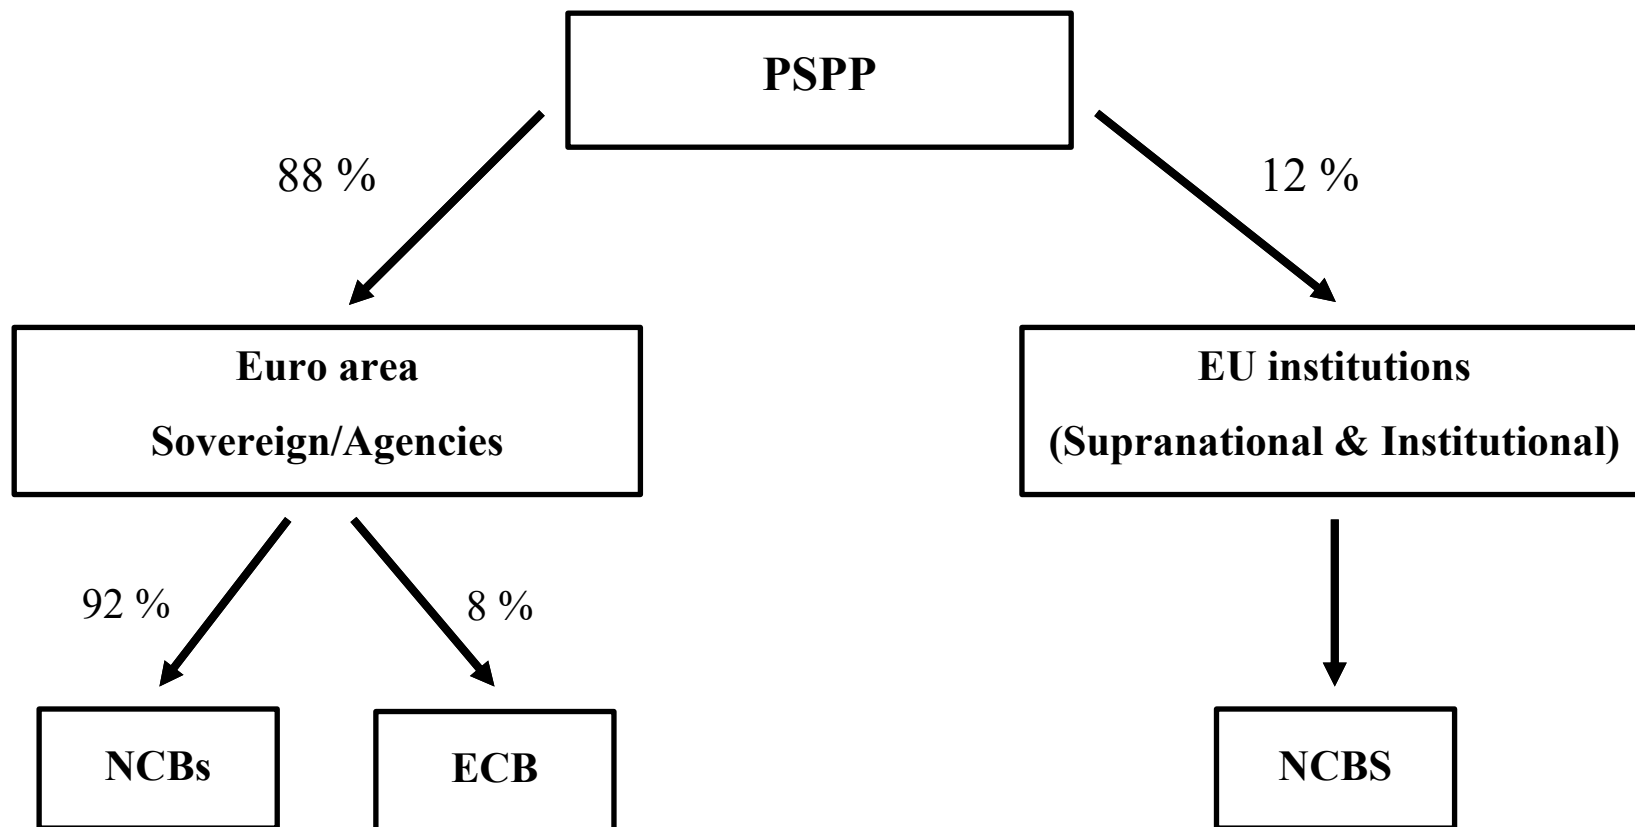 PSPP
88 %
12 %
Euro area
Sovereign/Agencies
EU institutions
(Supranational & Institutional)
92 %
8 %
NCBs
ECB
NCBS